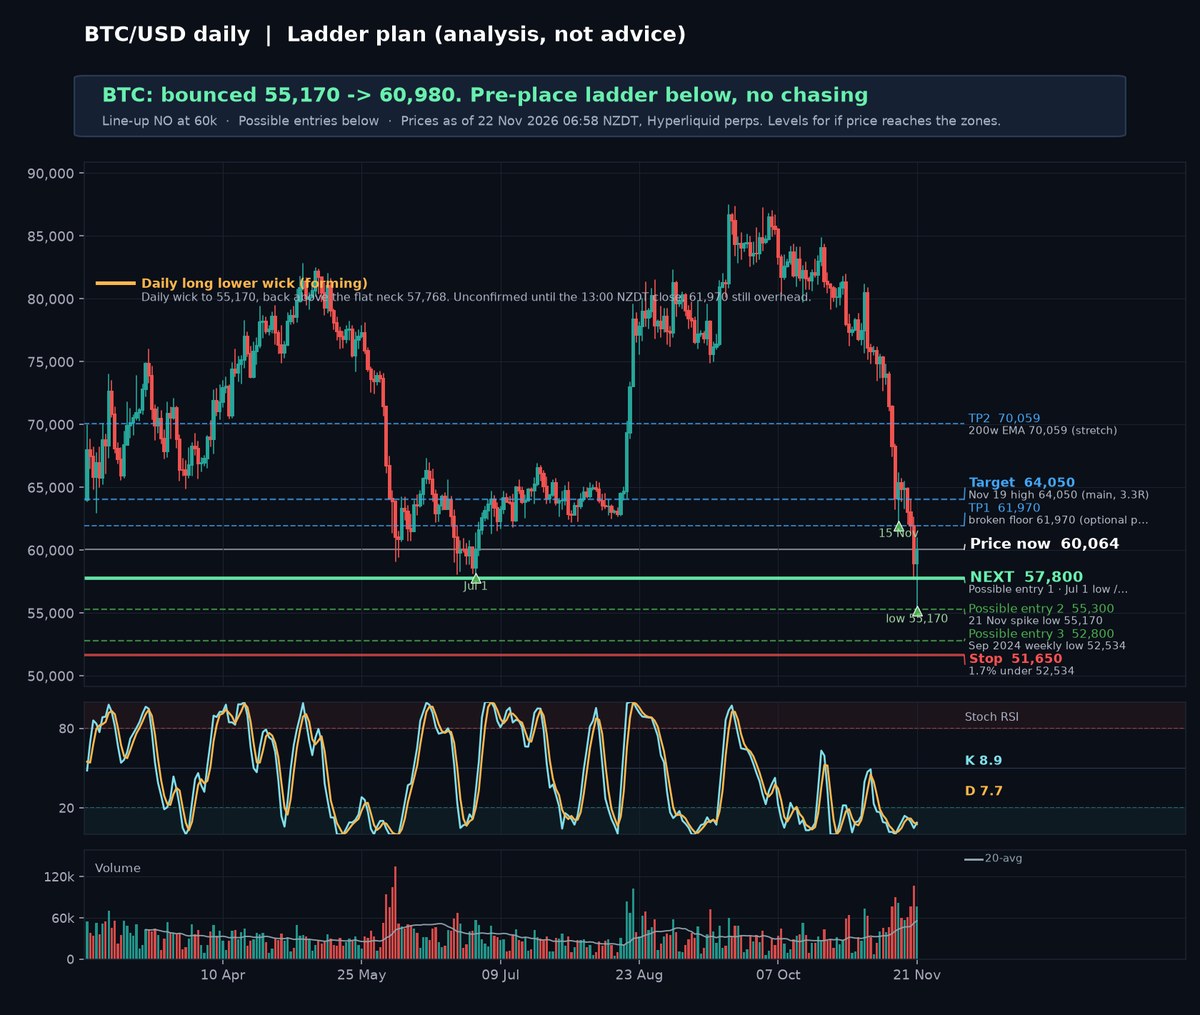 BTC/USD daily | Ladder plan (analysis, not advice)
BTC: bounced 55,170 -> 60,980. Pre-place ladder below, no chasing
Line-up NO at 60k · Possible entries below · Prices as of 22 Nov 2026 06:58 NZDT, Hyperliquid perps. Levels for if price reaches the zones.
90,000
85,000
80,000
75,000
70,000
65,000
60,000
55,000
50,000
Daily long lower wick (forming)
Daily wick to 55,170, back above the flat neck 57,768. Unconfirmed until the 13:00 NZDT close; 61,970 still overhead.
TP2 70,059
200w EMA 70,059 (stretch)
Target 64,050
Nov 19 high 64,050 (main, 3.3R)
TP1 61,970
broken floor 61,970 (optional p...
15 Nov
Price now 60,064
NEXT 57,800
Possible entry 1 · Jul 1 low /...
Jul 1
Possible entry 2 55,300
21 Nov spike low 55,170
low 55,170
Possible entry 3 52,800
Sep 2024 weekly low 52,534
Stop 51,650
1.7% under 52,534
80
20
Stoch RSI
K 8.9
D 7.7
Volume
20-avg
120k
60k
0
10 Apr
25 May
09 Jul
23 Aug
07 Oct
21 Nov